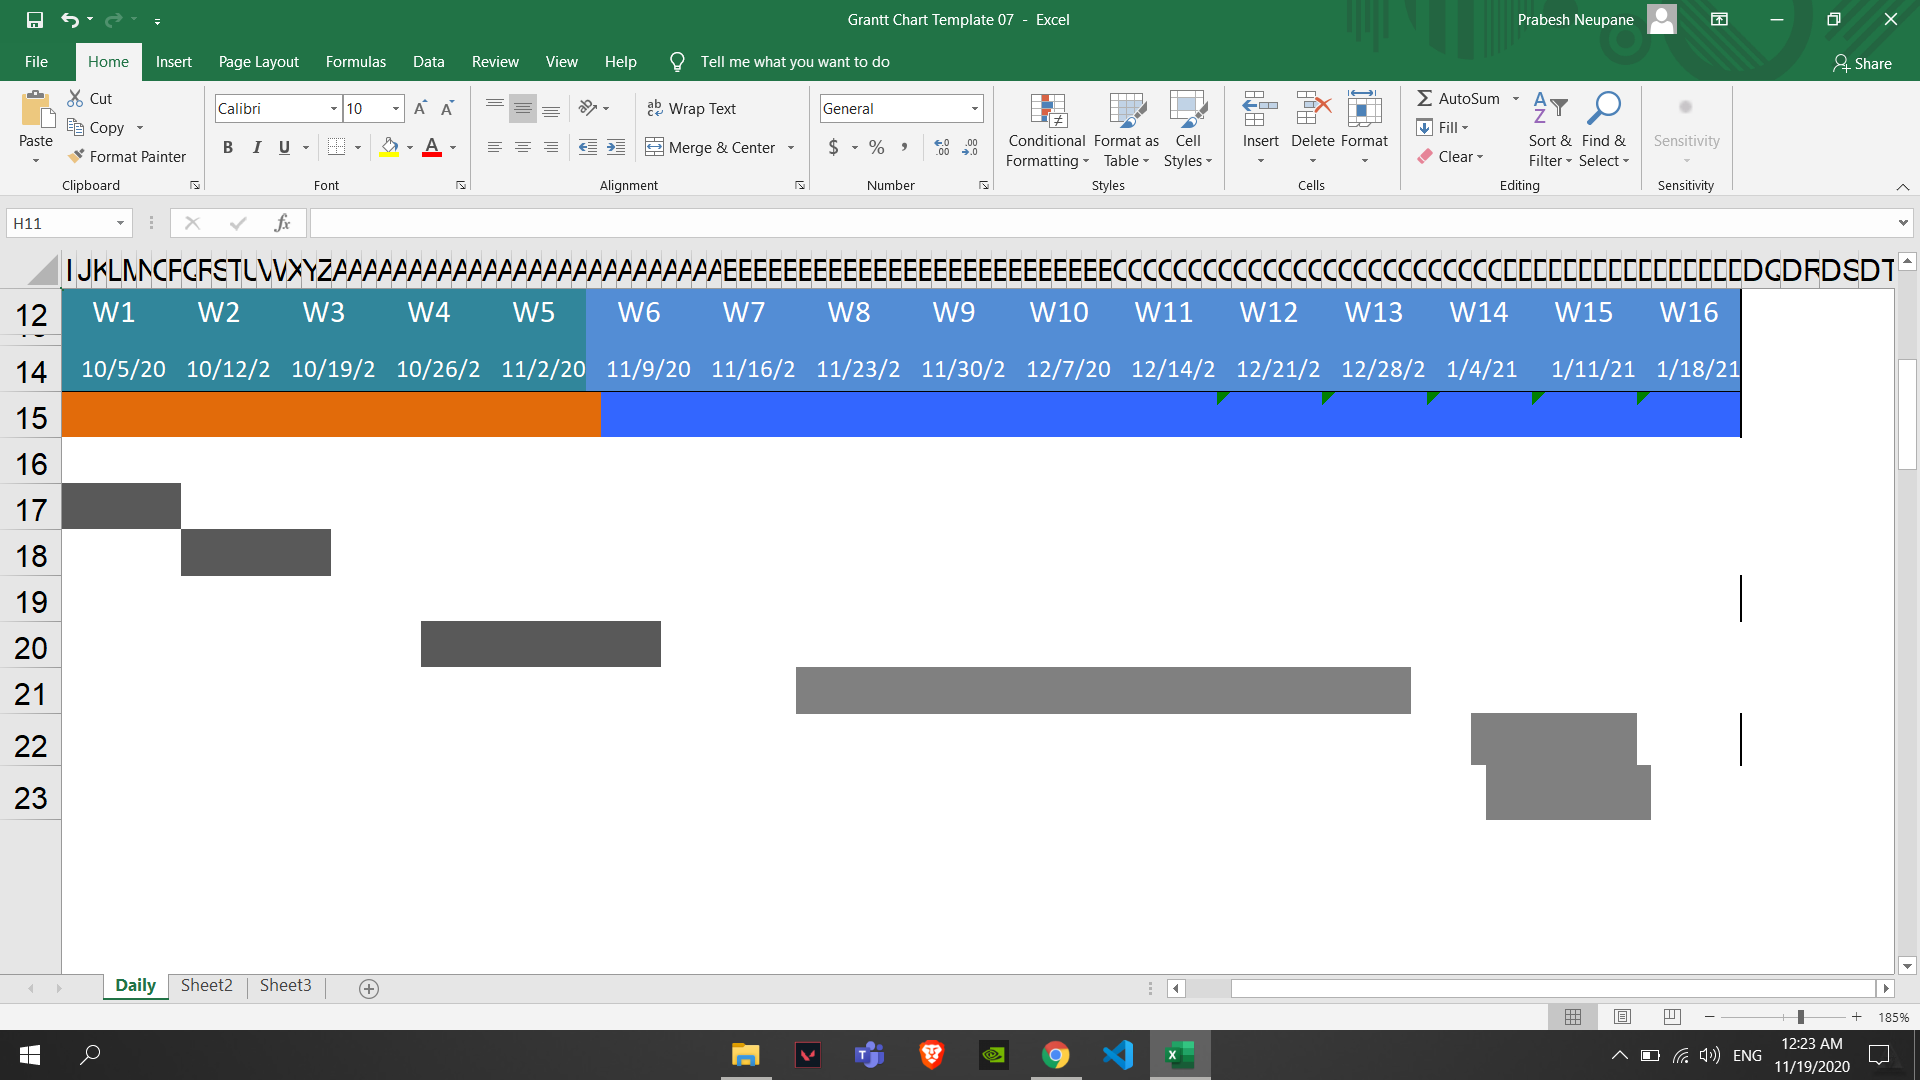 Grantt Chart Template 07 - Excel
Prabesh Neupane
File Home Insert Page Layout Formulas Data Review View Help Tell me what you want to do
Share
Paste
Cut
Copy
Format Painter
Clipboard
Calibri 10
B I U
Font
Wrap Text
Merge & Center
Alignment
General
$ % ,
Number
Conditional Formatting
Format as Table
Cell Styles
Styles
Insert Delete Format
Cells
AutoSum
Fill
Clear
Sort & Filter
Find & Select
Editing
Sensitivity
Sensitivity
H11
fx
12 W1 W2 W3 W4 W5 W6 W7 W8 W9 W10 W11 W12 W13 W14 W15 W16
14 10/5/20 10/12/2 10/19/2 10/26/2 11/2/20 11/9/20 11/16/2 11/23/2 11/30/2 12/7/20 12/14/2 12/21/2 12/28/2 1/4/21 1/11/21 1/18/21
15
16
17
18
19
20
21
22
23
Daily Sheet2 Sheet3
185%
ENG
12:23 AM
11/19/2020